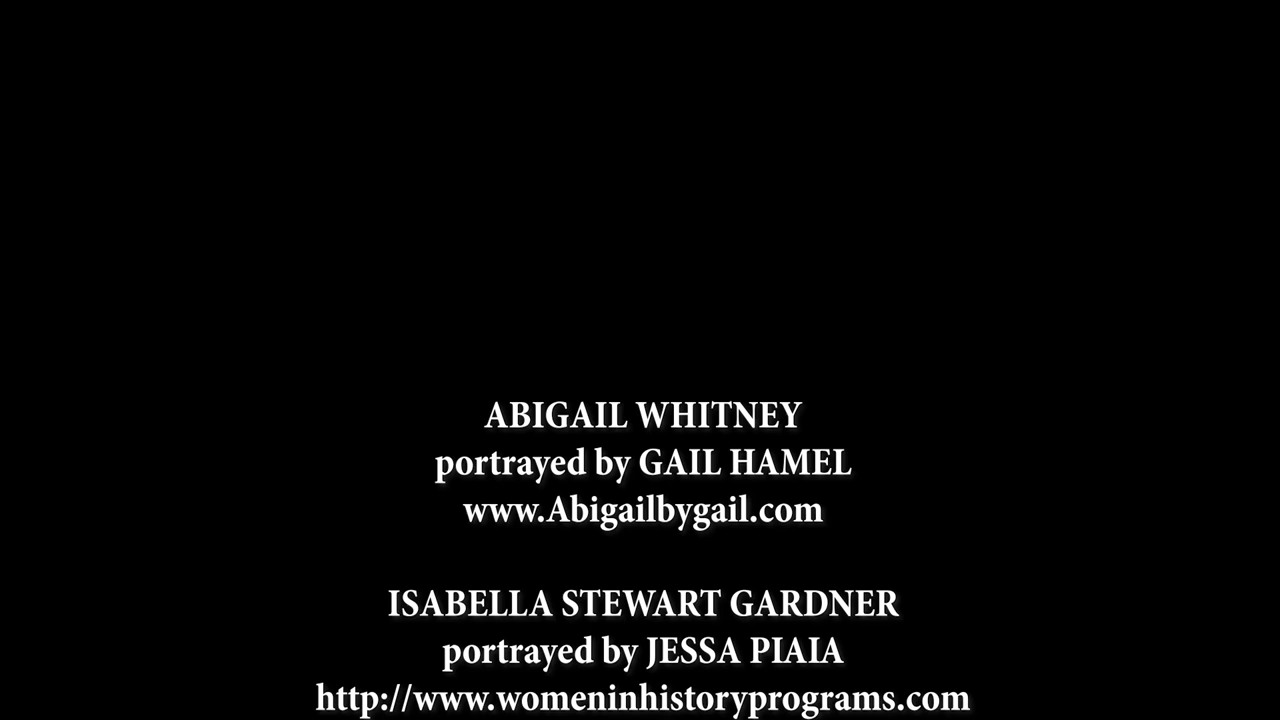 ABIGAIL WHITNEY
portrayed by GAIL HAMEL
www.Abigailbygail.com
ISABELLA STEWART GARDNER
portrayed by JESSA PIAIA
http://www.womeninhistoryprograms.com